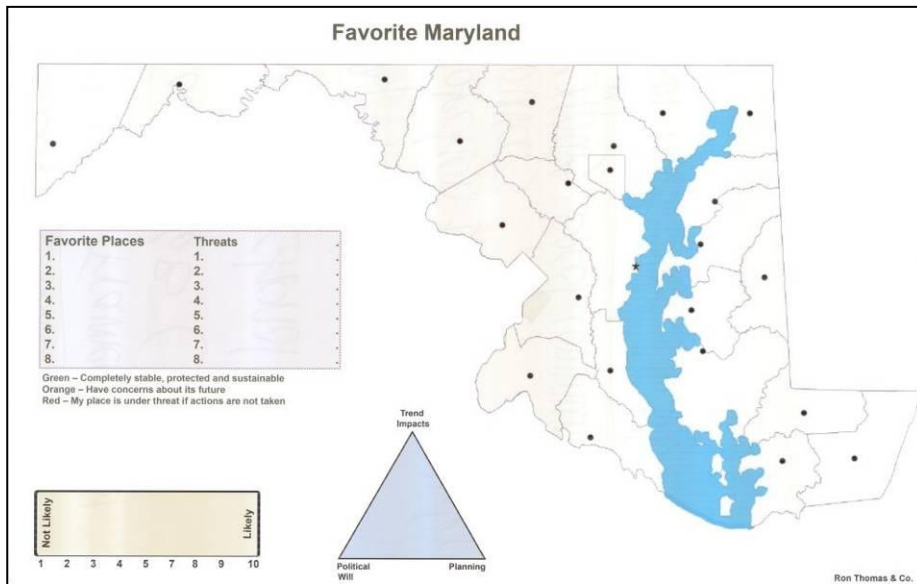 Favorite Maryland
Favorite Places Threats
1. 1.
2. 2.
3. 3.
4. 4.
5. 5.
6. 6.
7. 7.
8. 8.
Green – Completely stable, protected and sustainable
Orange – Have concerns about its future
Red – My place is under threat if actions are not taken
Trend
Impacts
Political
Will
Planning
Not Likely
Likely
1 2 3 4 5 6 7 8 9 10
Ron Thomas & Co.